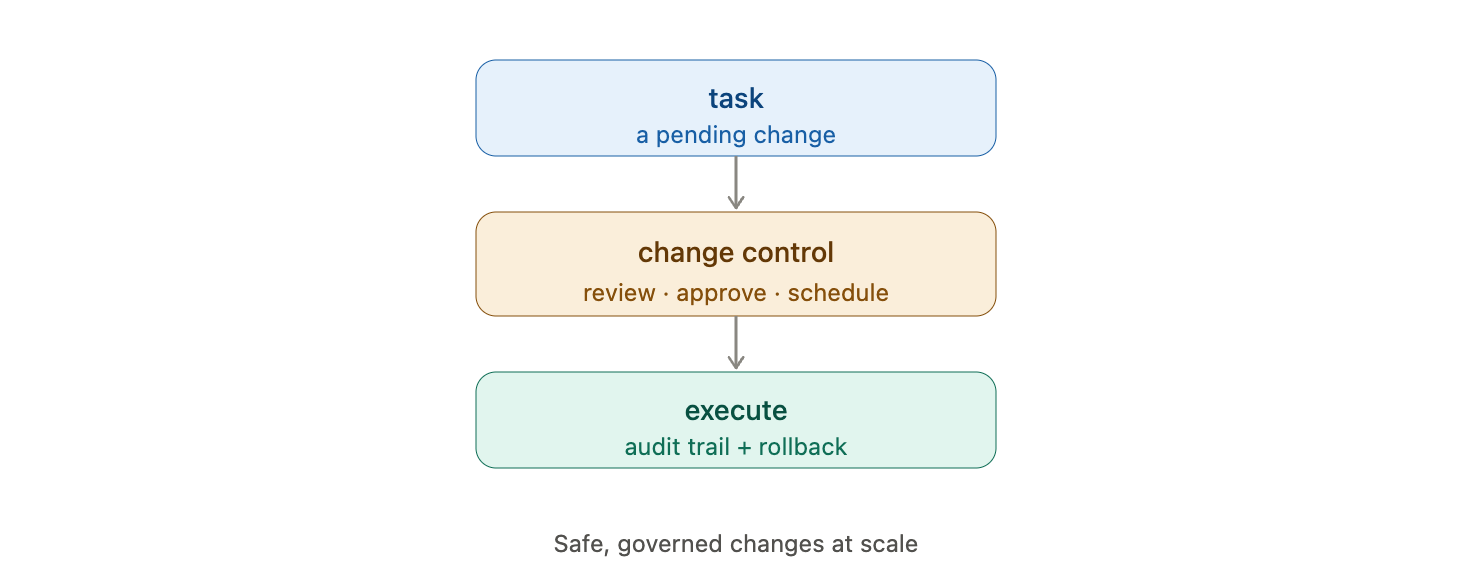 task
a pending change
change control
review · approve · schedule
execute
audit trail + rollback
Safe, governed changes at scale